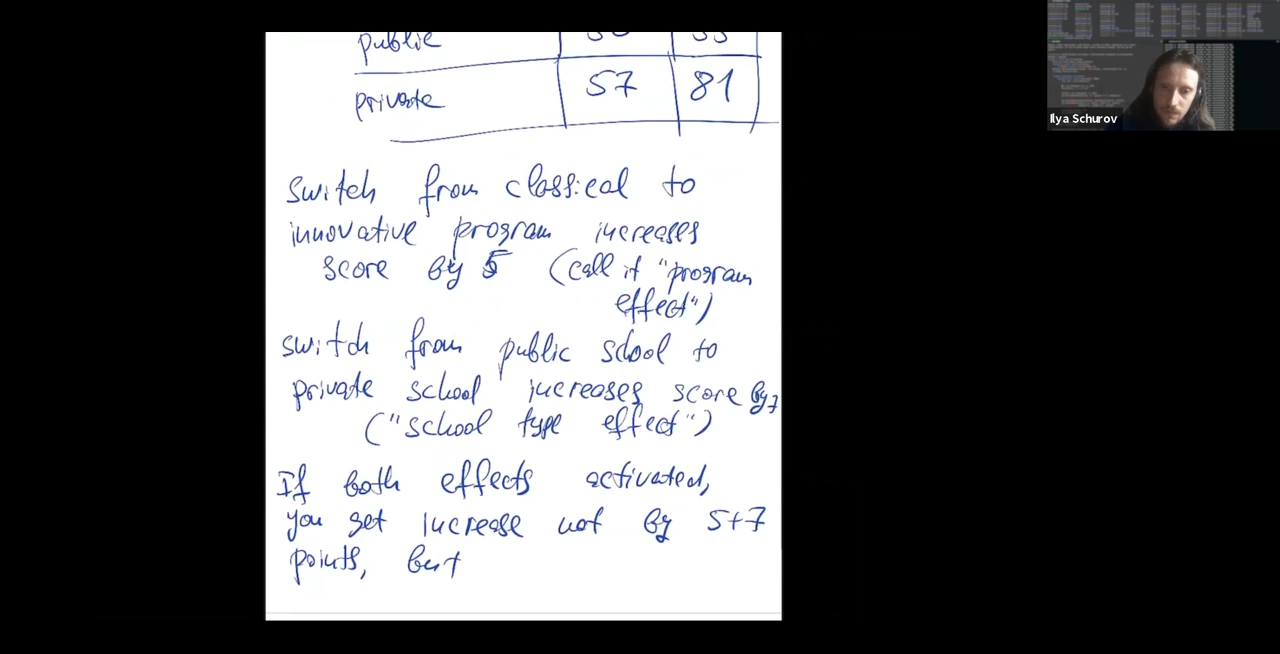 public 50 55
private 57 81
switch from classical to
innovative program increases
score by 5 (call it "program
effect")
switch from public school to
private school increases score by 7
("school type effect")
If both effects activated,
you get increase not by 5+7
points, but
Ilya Schurov